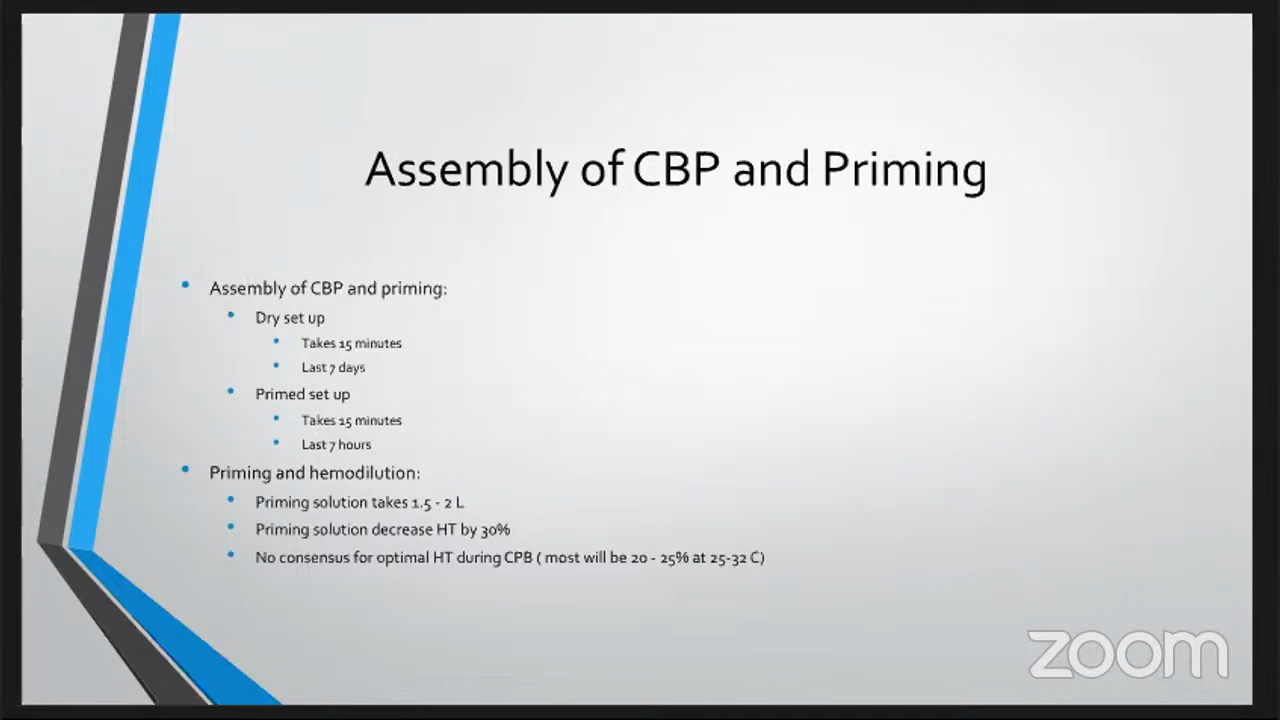 Assembly of CBP and Priming
Assembly of CBP and priming:
Dry set up
Takes 15 minutes
Last 7 days
Primed set up
Takes 15 minutes
Last 7 hours
Priming and hemodilution:
Priming solution takes 1.5 - 2 L
Priming solution decrease HT by 30%
No consensus for optimal HT during CPB ( most will be 20 - 25% at 25-32 C)
zoom